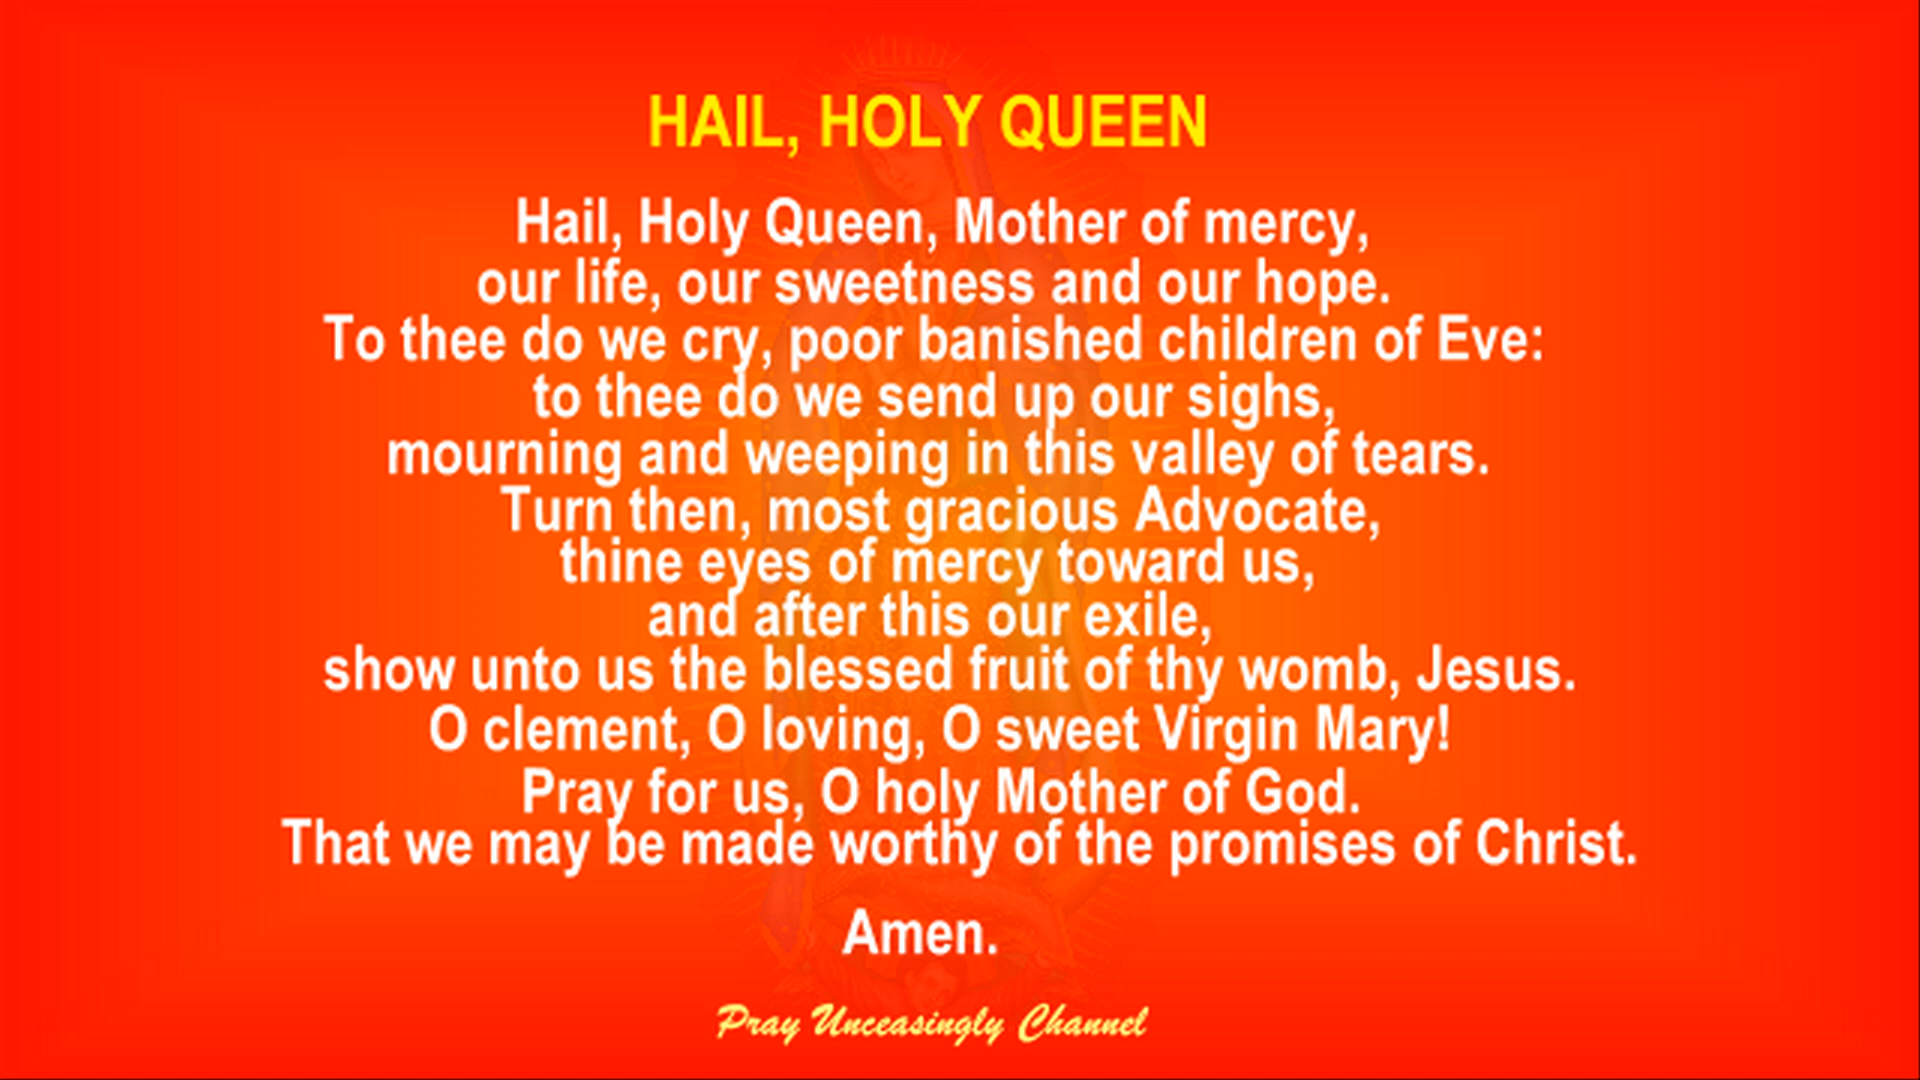 HAIL, HOLY QUEEN
Hail, Holy Queen, Mother of mercy,
our life, our sweetness and our hope.
To thee do we cry, poor banished children of Eve:
to thee do we send up our sighs,
mourning and weeping in this valley of tears.
Turn then, most gracious Advocate,
thine eyes of mercy toward us,
and after this our exile,
show unto us the blessed fruit of thy womb, Jesus.
O clement, O loving, O sweet Virgin Mary!
Pray for us, O holy Mother of God.
That we may be made worthy of the promises of Christ.
Amen.
Pray Unceasingly Channel